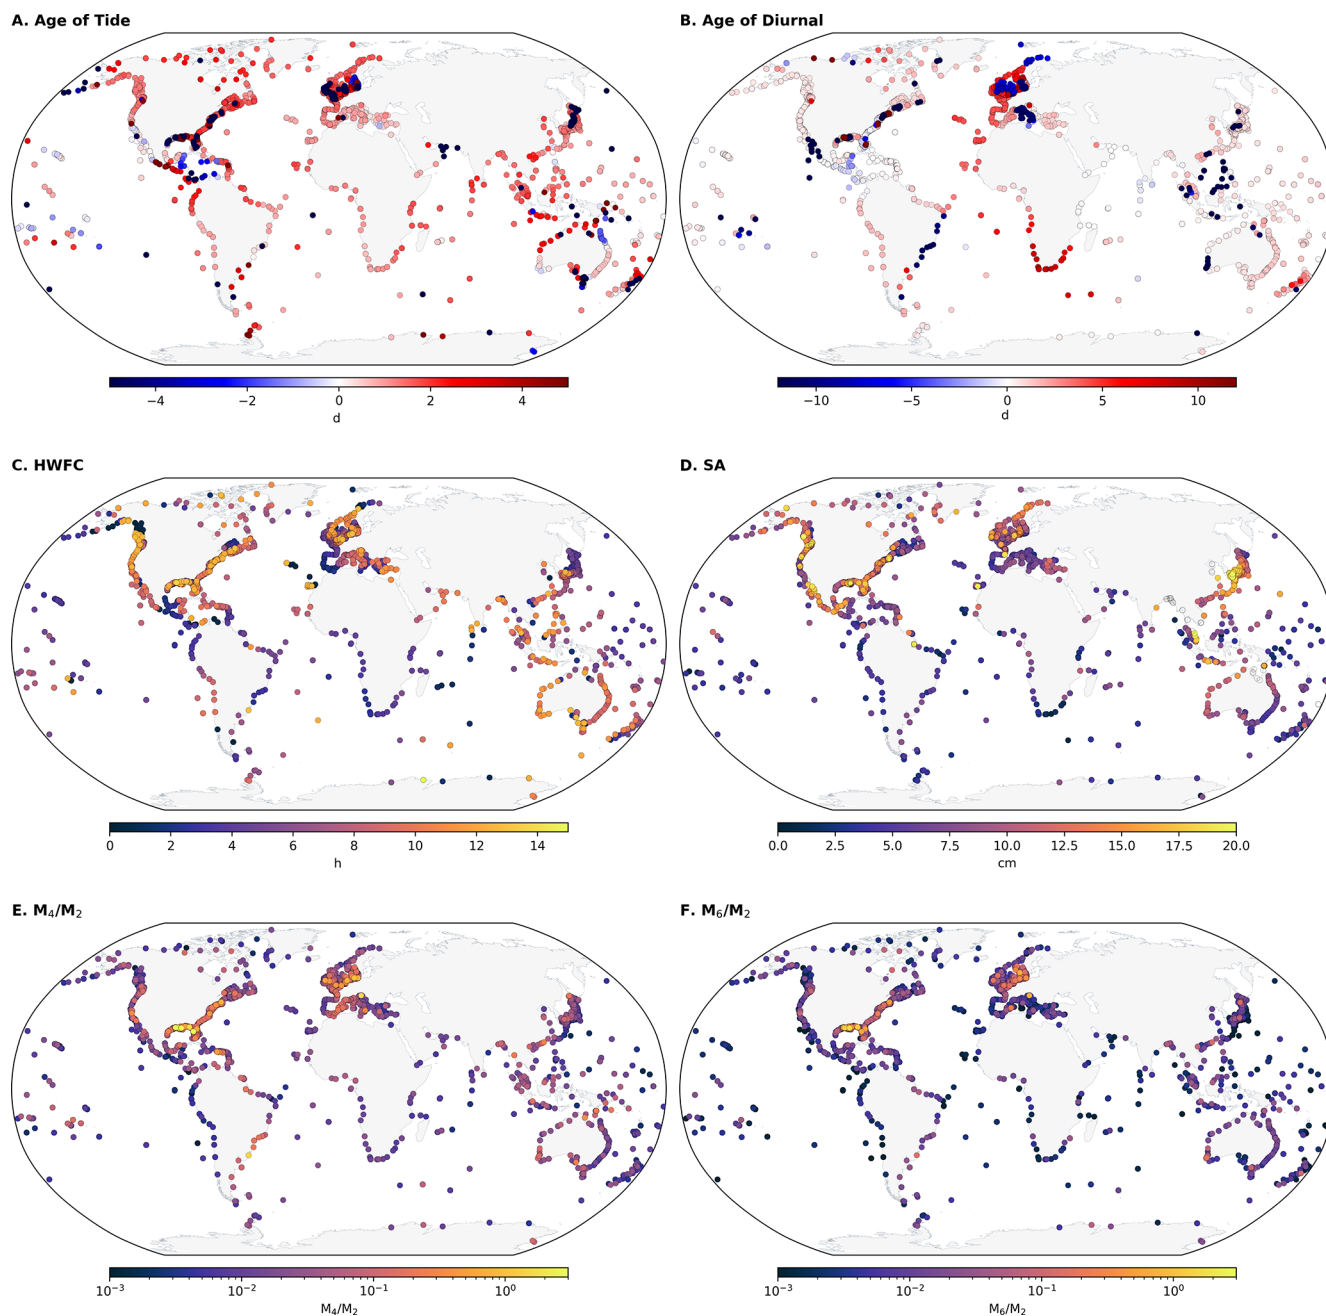 A. Age of Tide
B. Age of Diurnal
−4 −2 0 2 4
d
−10 −5 0 5 10
d
C. HWFC
D. SA
0 2 4 6 8 10 12 14
h
0.0 2.5 5.0 7.5 10.0 12.5 15.0 17.5 20.0
cm
E. M₄/M₂
F. M₆/M₂
10⁻³ 10⁻² 10⁻¹ 10⁰
M₄/M₂
10⁻³ 10⁻² 10⁻¹ 10⁰
M₆/M₂